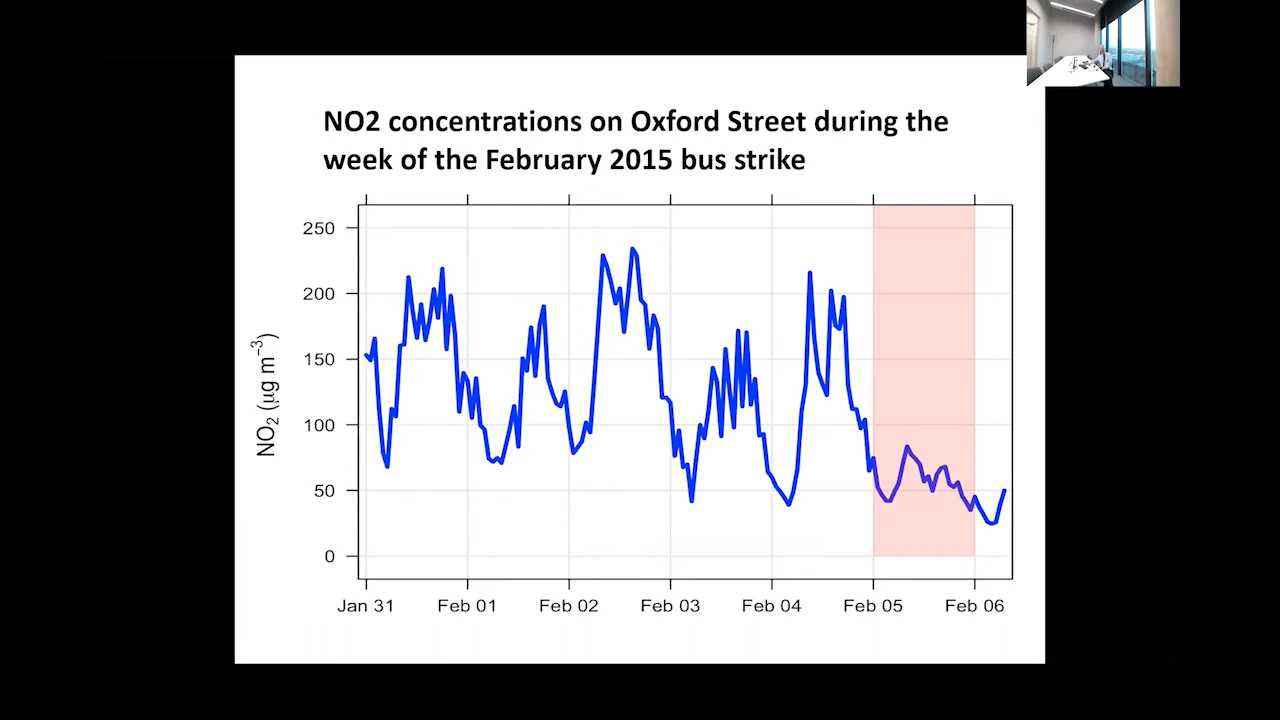 NO2 concentrations on Oxford Street during the
week of the February 2015 bus strike
250
200
150
100
50
0
NO₂ (µg m⁻³)
Jan 31 Feb 01 Feb 02 Feb 03 Feb 04 Feb 05 Feb 06